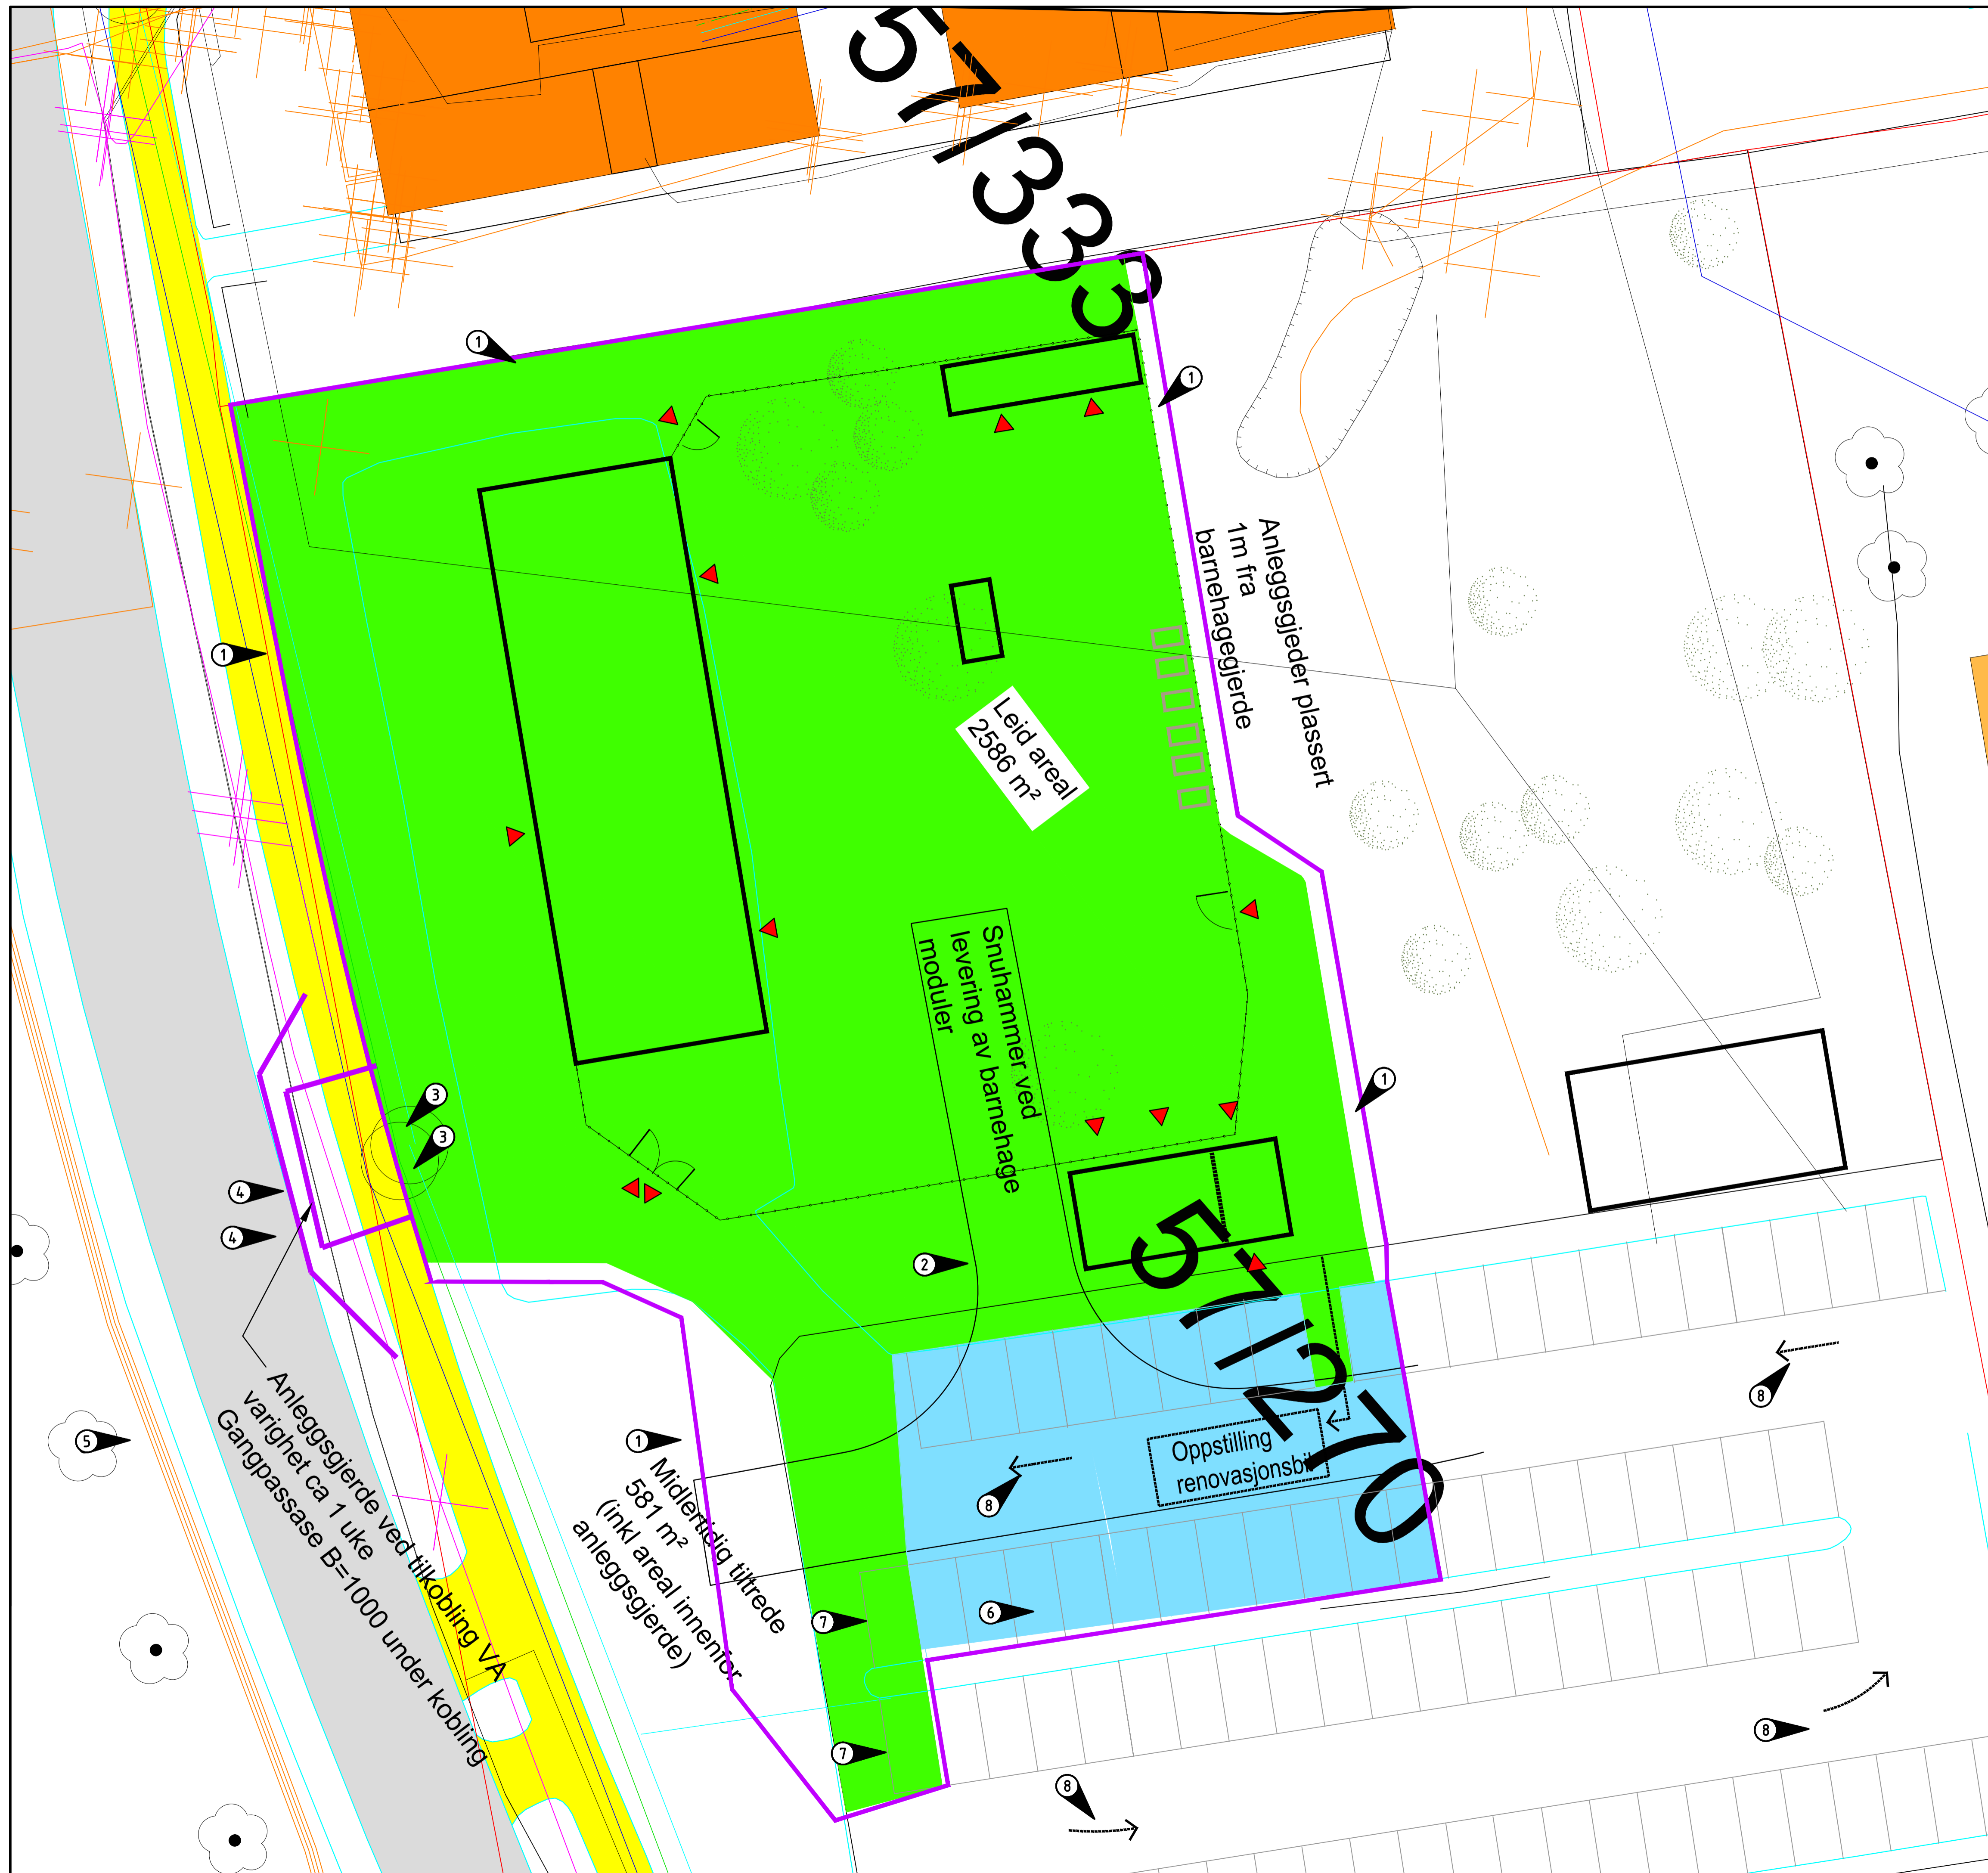 57/333
1
1
Anleggsgjeder plassert
1m fra
barnehagegjerde
1
Leid areal
2586 m²
Snuhammer ved
levering av barnehage
moduler
3
3
1
4
4
2
57/270
Oppstilling
renovasjonsbil
8
5
Anleggsgjerde ved tilkobling VA
varighet ca 1 uke
Gangpassase B=1000 under kobling
1
Midlertidig tiltrede
581 m²
(inkl areal innenfor
anleggsgjerde)
8
7
6
7
8
8